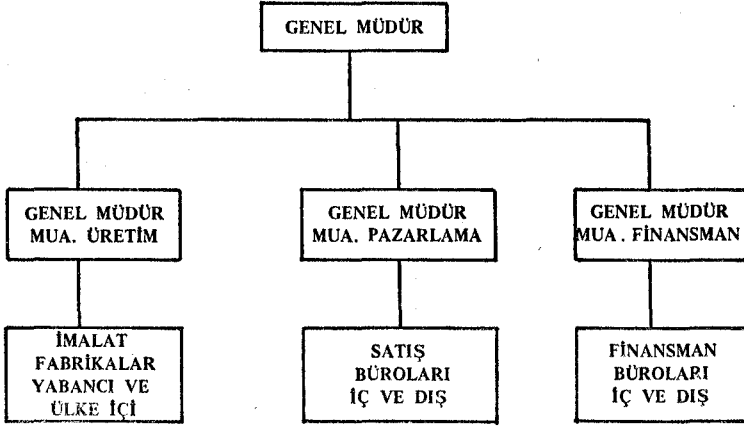 GENEL MÜDÜR
GENEL MÜDÜR
MUA. ÜRETİM
GENEL MÜDÜR
MUA. PAZARLAMA
GENEL MÜDÜR
MUA. FİNANSMAN
İMALAT
FABRİKALAR
YABANCI VE
ÜLKE İÇİ
SATIŞ
BÜROLARI
İÇ VE DIŞ
FİNANSMAN
BÜROLARI
İÇ VE DIŞ